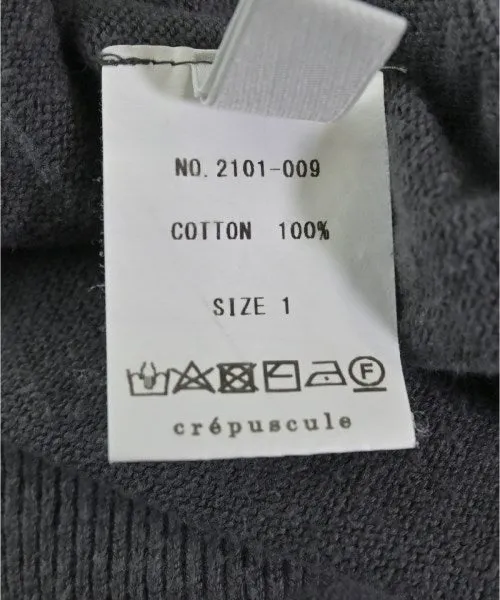 NO. 2101-009
COTTON 100%
SIZE 1
F
crépuscule